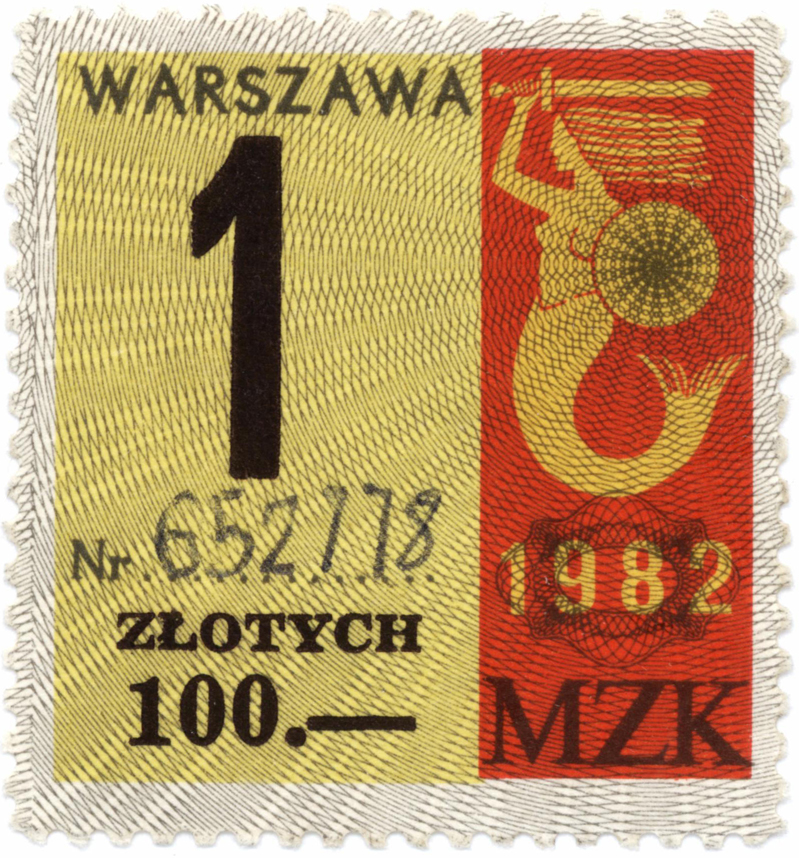 WARSZAWA
1
Nr. 652778
ZŁOTYCH
100.—
1982
MZK